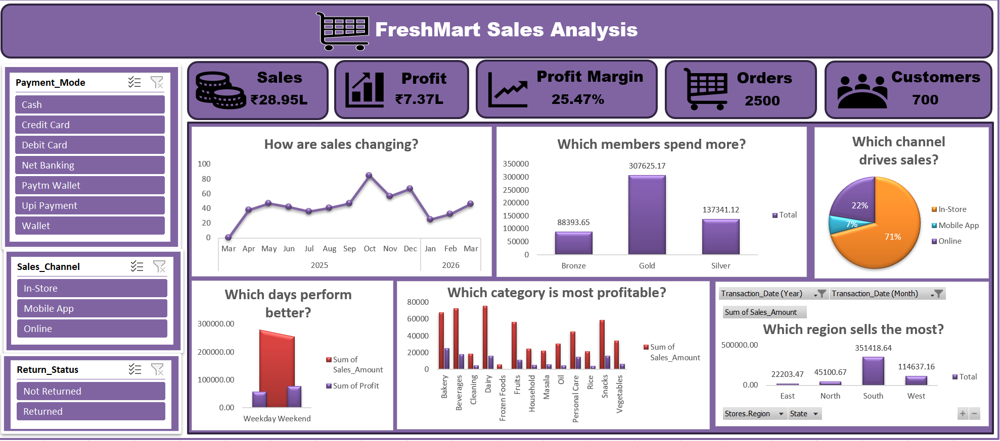 FreshMart Sales Analysis
Payment_Mode
Cash
Credit Card
Debit Card
Net Banking
Paytm Wallet
Upi Payment
Wallet
Sales_Channel
In-Store
Mobile App
Online
Return_Status
Not Returned
Returned
Sales
₹28.95L
Profit
₹7.37L
Profit Margin
25.47%
Orders
2500
Customers
700
How are sales changing?
100
80
60
40
20
0
Mar Apr May Jun Jul Aug Sep Oct Nov Dec Jan Feb Mar
2025 2026
Which members spend more?
350000
300000
250000
200000
150000
100000
50000
0
88393.65
307625.17
137341.12
Bronze Gold Silver
Total
Which channel
drives sales?
22%
7%
71%
In-Store
Mobile App
Online
Which days perform
better?
300000.00
200000.00
100000.00
0.00
Weekday Weekend
Sum of
Sales_Amount
Sum of Profit
Which category is most profitable?
80000
60000
40000
20000
0
Bakery
Beverages
Cleaning
Dairy
Frozen Foods
Fruits
Household
Masala
Oil
Personal Care
Rice
Snacks
Vegetables
Sum of
Sales_Amount
Transaction_Date (Year) Transaction_Date (Month)
Sum of Sales_Amount
Which region sells the most?
500000.00
0.00
22203.47
45100.67
351418.64
114637.16
East North South West
Total
Stores.Region State